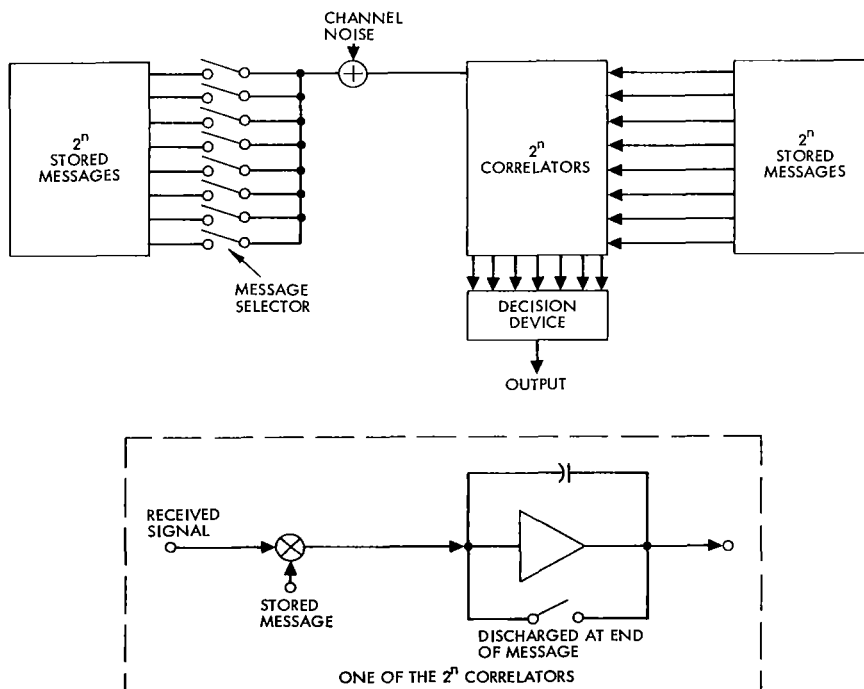 CHANNEL
NOISE
2ⁿ
STORED
MESSAGES
+
2ⁿ
CORRELATORS
2ⁿ
STORED
MESSAGES
MESSAGE
SELECTOR
DECISION
DEVICE
OUTPUT
RECEIVED
SIGNAL
STORED
MESSAGE
DISCHARGED AT END
OF MESSAGE
ONE OF THE 2ⁿ CORRELATORS